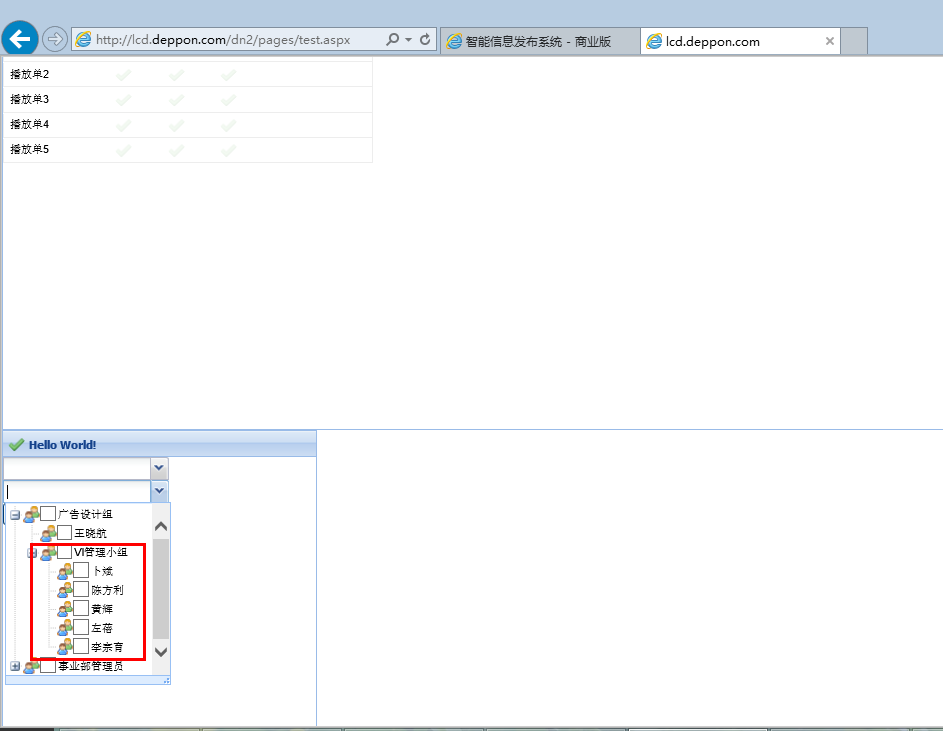 http://lcd.deppon.com/dn2/pages/test.aspx
智能信息发布系统 - 商业版
lcd.deppon.com
播放单2
播放单3
播放单4
播放单5
Hello World!
广告设计组
王晓航
VI管理小组
卜斌
陈方利
黄辉
左蓓
李宗育
事业部管理员